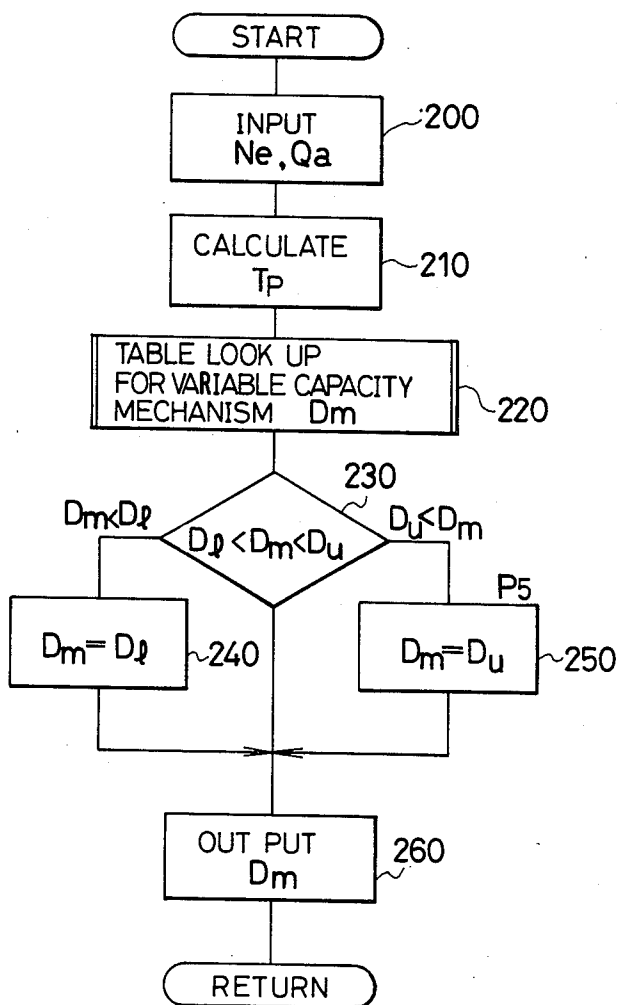 START
INPUT
Ne, Qa
200
CALCULATE
Tp
210
TABLE LOOK UP
FOR VARIABLE CAPACITY
MECHANISM Dm
220
230
Dm<Dℓ
Dℓ<Dm<Du
Du<Dm
P5
Dm=Dℓ
240
Dm=Du
250
OUT PUT
Dm
260
RETURN